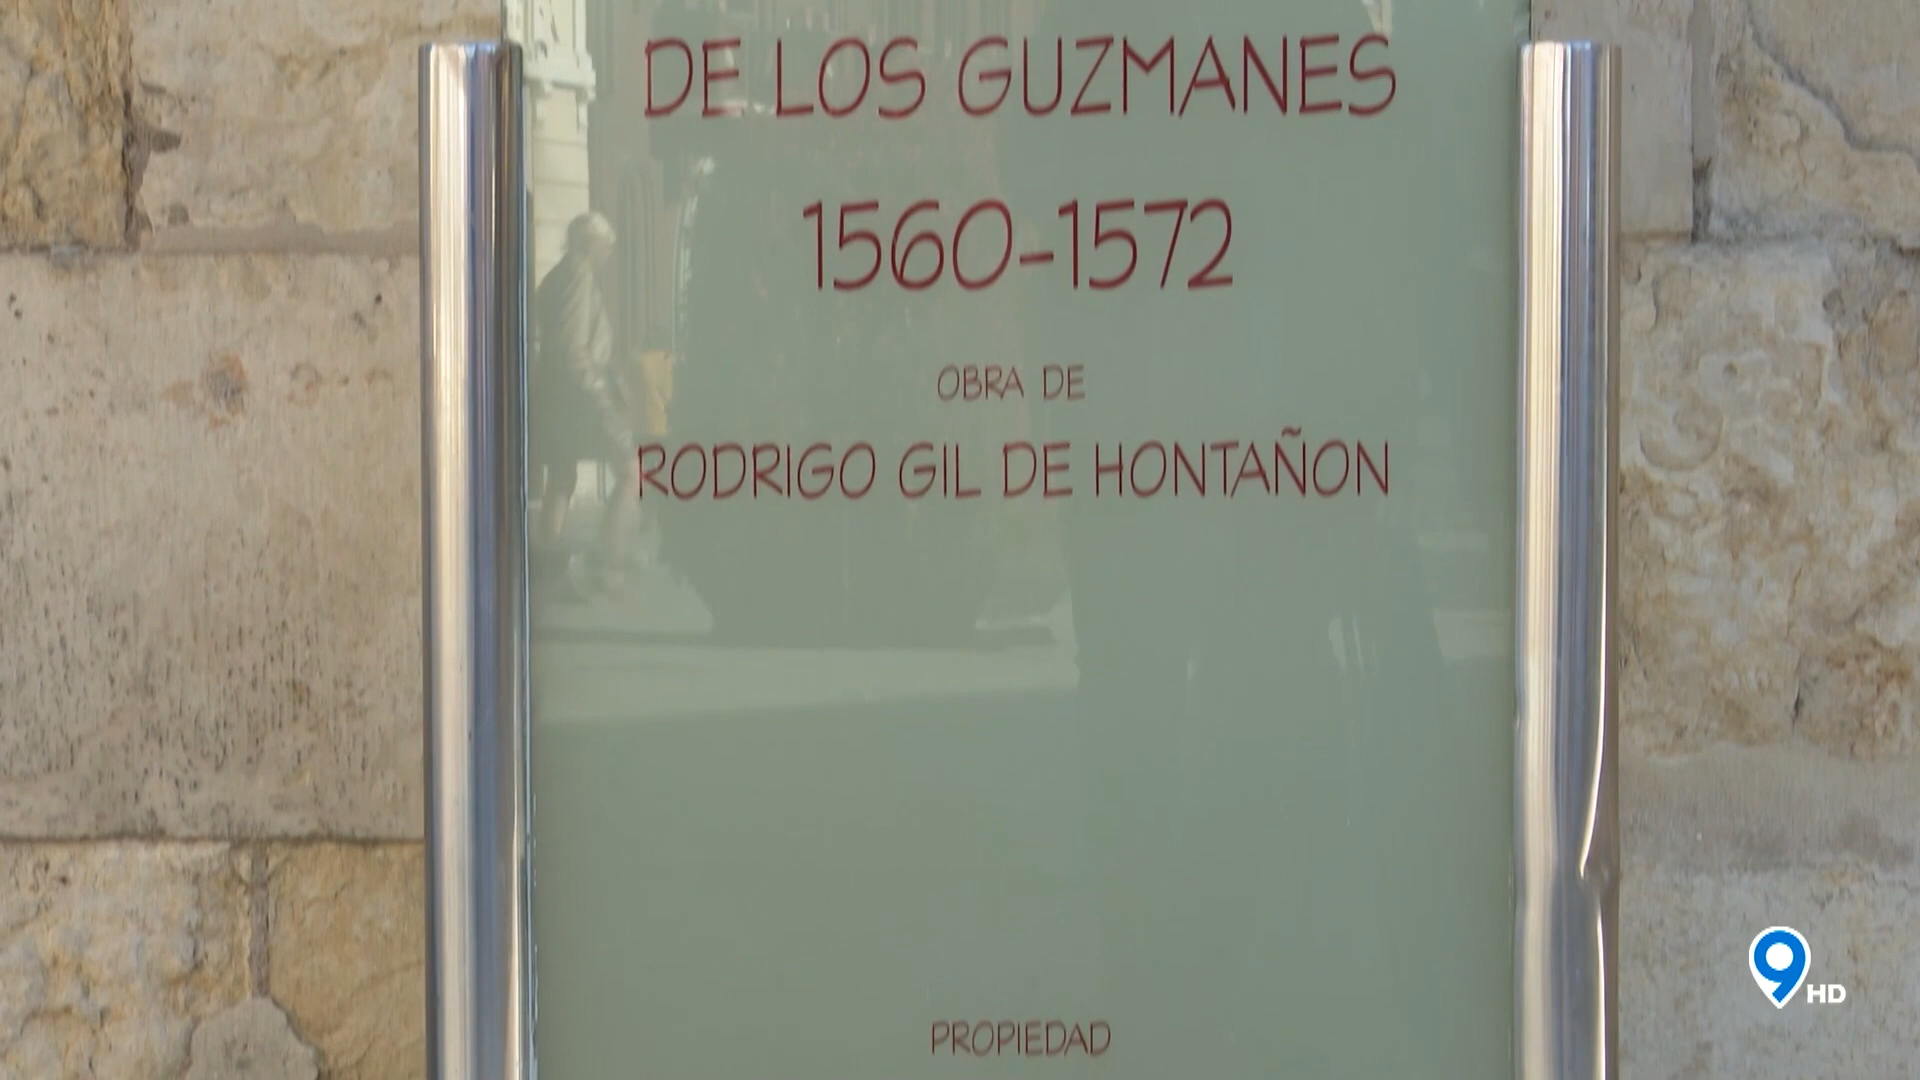 DE LOS GUZMANES
1560-1572
OBRA DE
RODRIGO GIL DE HONTAÑON
PROPIEDAD
9 HD